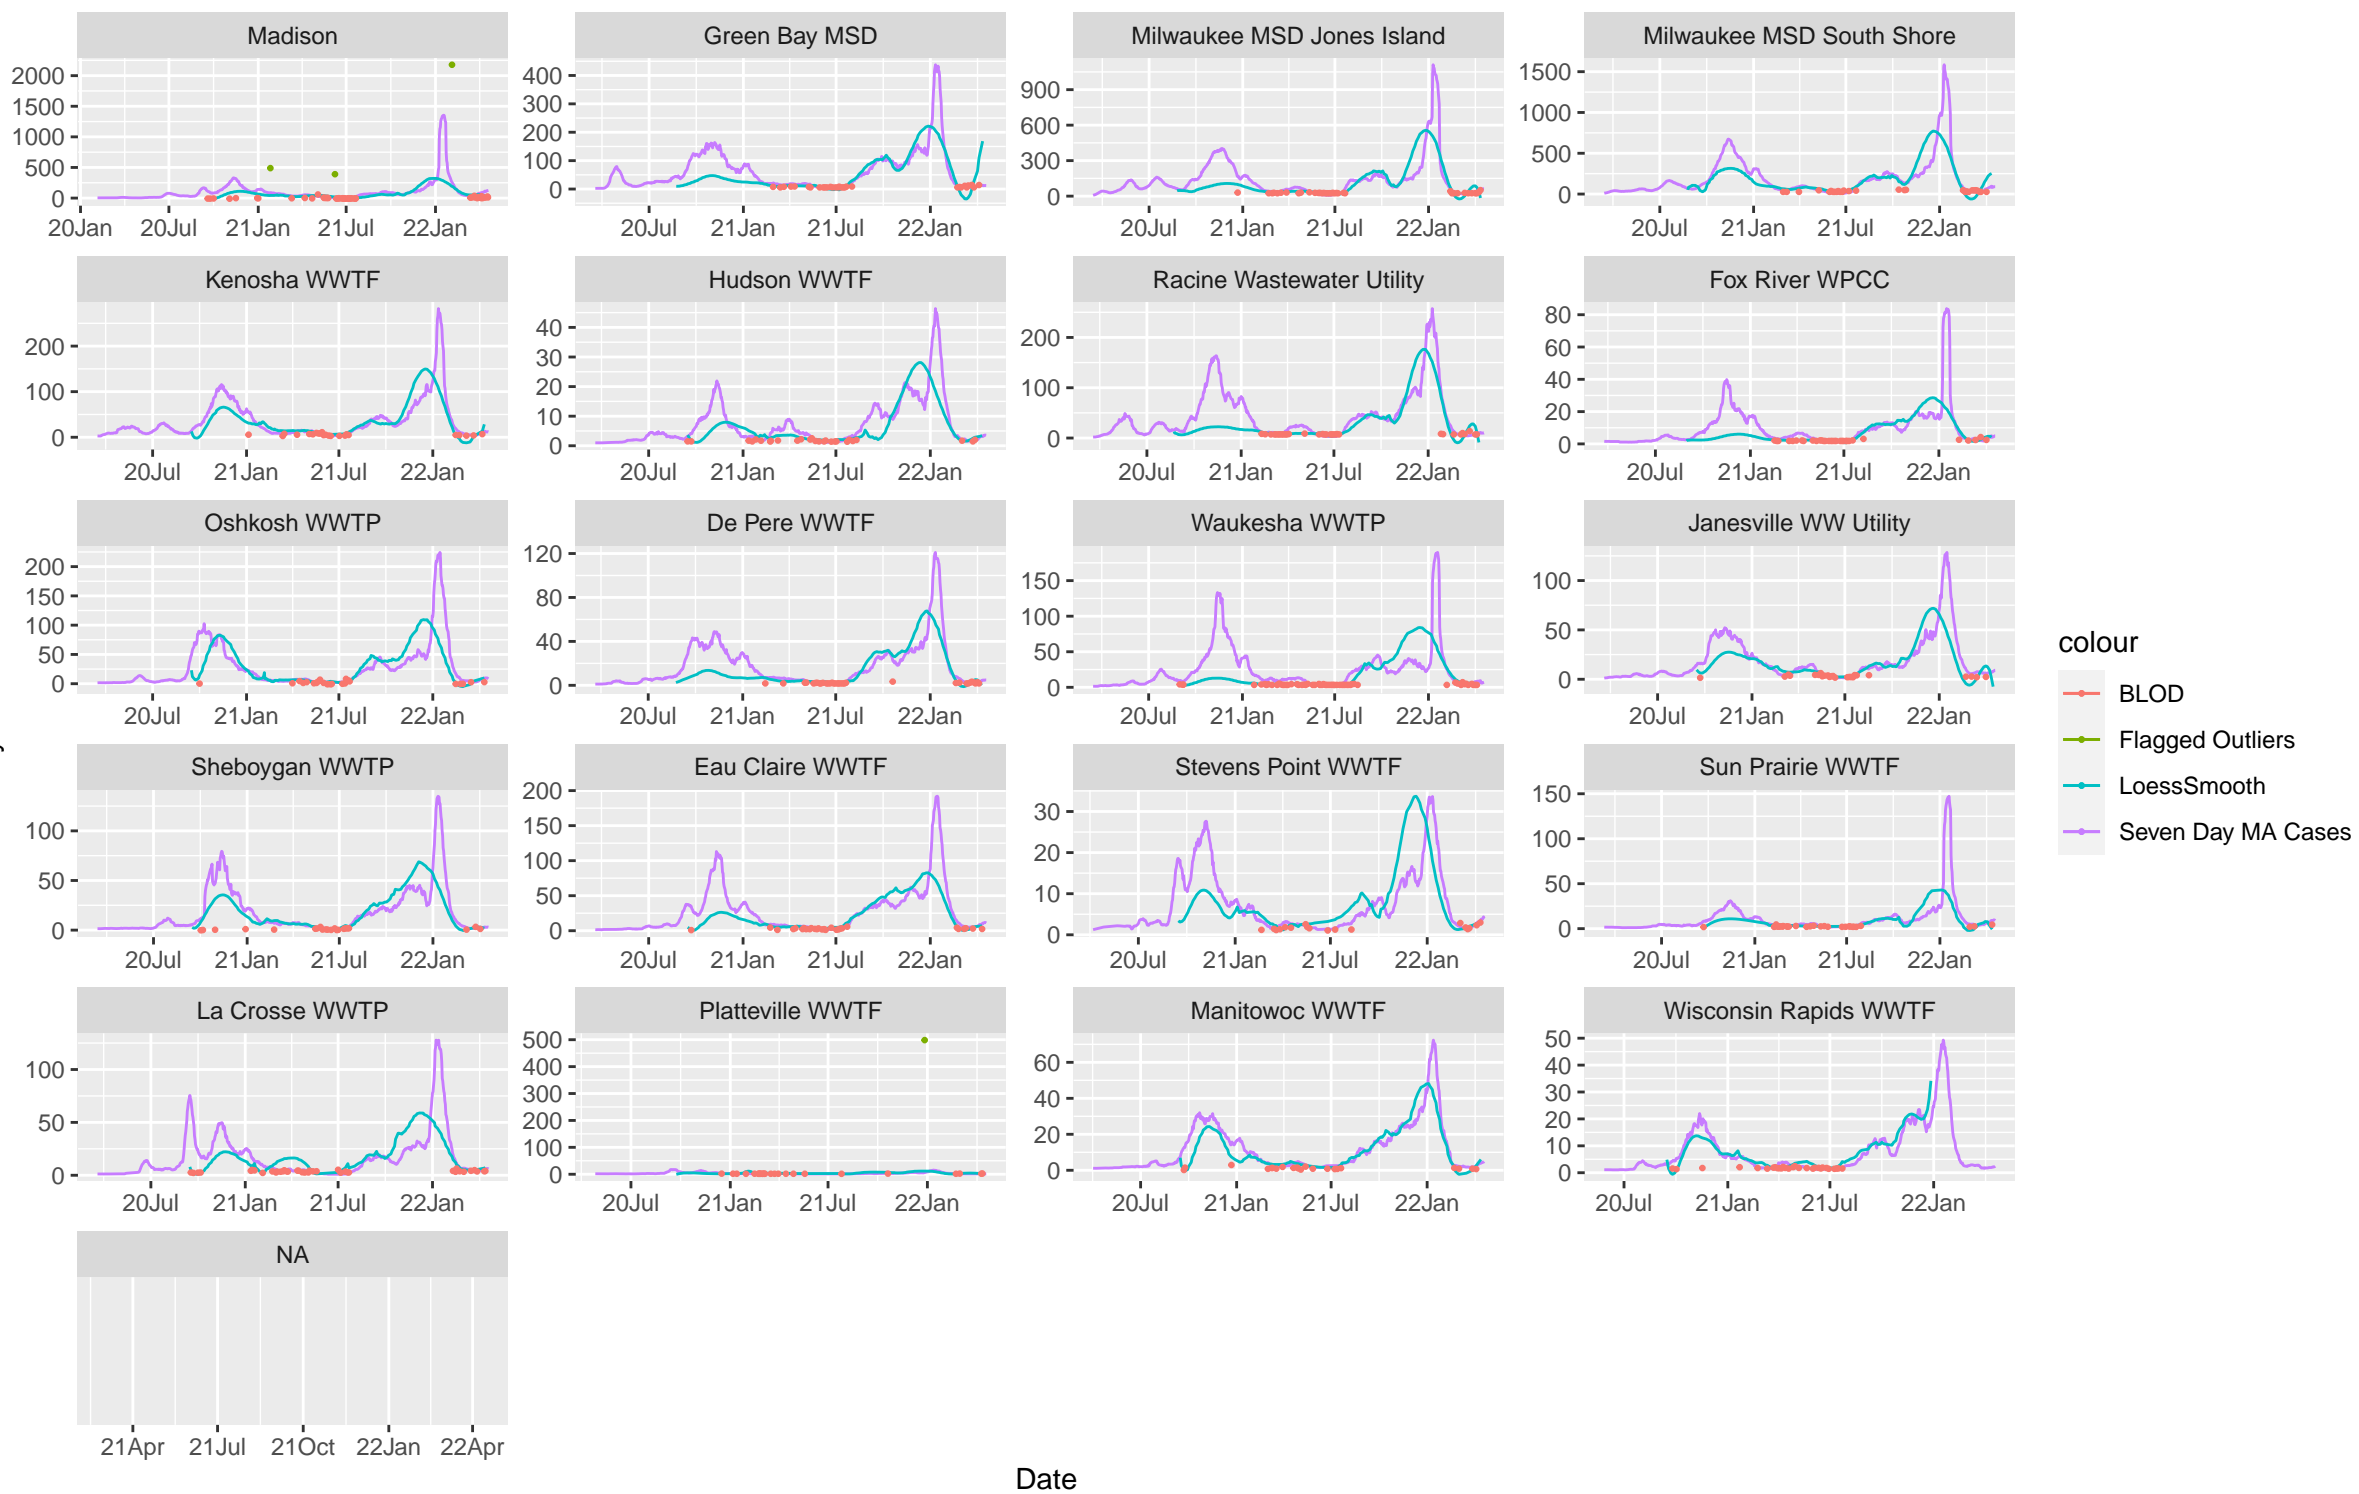 Madison
Green Bay MSD
Milwaukee MSD Jones Island
Milwaukee MSD South Shore
2000
1500
1000
500
0
400
300
200
100
0
900
600
300
0
1500
1000
500
0
20Jan 20Jul 21Jan 21Jul 22Jan
20Jul 21Jan 21Jul 22Jan
20Jul 21Jan 21Jul 22Jan
20Jul 21Jan 21Jul 22Jan
Kenosha WWTF
Hudson WWTF
Racine Wastewater Utility
Fox River WPCC
200
100
0
40
30
20
10
0
200
100
0
80
60
40
20
0
20Jul 21Jan 21Jul 22Jan
20Jul 21Jan 21Jul 22Jan
20Jul 21Jan 21Jul 22Jan
20Jul 21Jan 21Jul 22Jan
Oshkosh WWTP
De Pere WWTF
Waukesha WWTP
Janesville WW Utility
200
150
100
50
0
120
80
40
0
150
100
50
0
100
50
0
20Jul 21Jan 21Jul 22Jan
20Jul 21Jan 21Jul 22Jan
20Jul 21Jan 21Jul 22Jan
20Jul 21Jan 21Jul 22Jan
Sheboygan WWTP
Eau Claire WWTF
Stevens Point WWTF
Sun Prairie WWTF
100
50
0
200
150
100
50
0
30
20
10
0
150
100
50
0
20Jul 21Jan 21Jul 22Jan
20Jul 21Jan 21Jul 22Jan
20Jul 21Jan 21Jul 22Jan
20Jul 21Jan 21Jul 22Jan
La Crosse WWTP
Platteville WWTF
Manitowoc WWTF
Wisconsin Rapids WWTF
100
50
0
500
400
300
200
100
0
60
40
20
0
50
40
30
20
10
0
20Jul 21Jan 21Jul 22Jan
20Jul 21Jan 21Jul 22Jan
20Jul 21Jan 21Jul 22Jan
20Jul 21Jan 21Jul 22Jan
NA
21Apr 21Jul 21Oct 22Jan 22Apr
Date
colour
BLOD
Flagged Outliers
LoessSmooth
Seven Day MA Cases